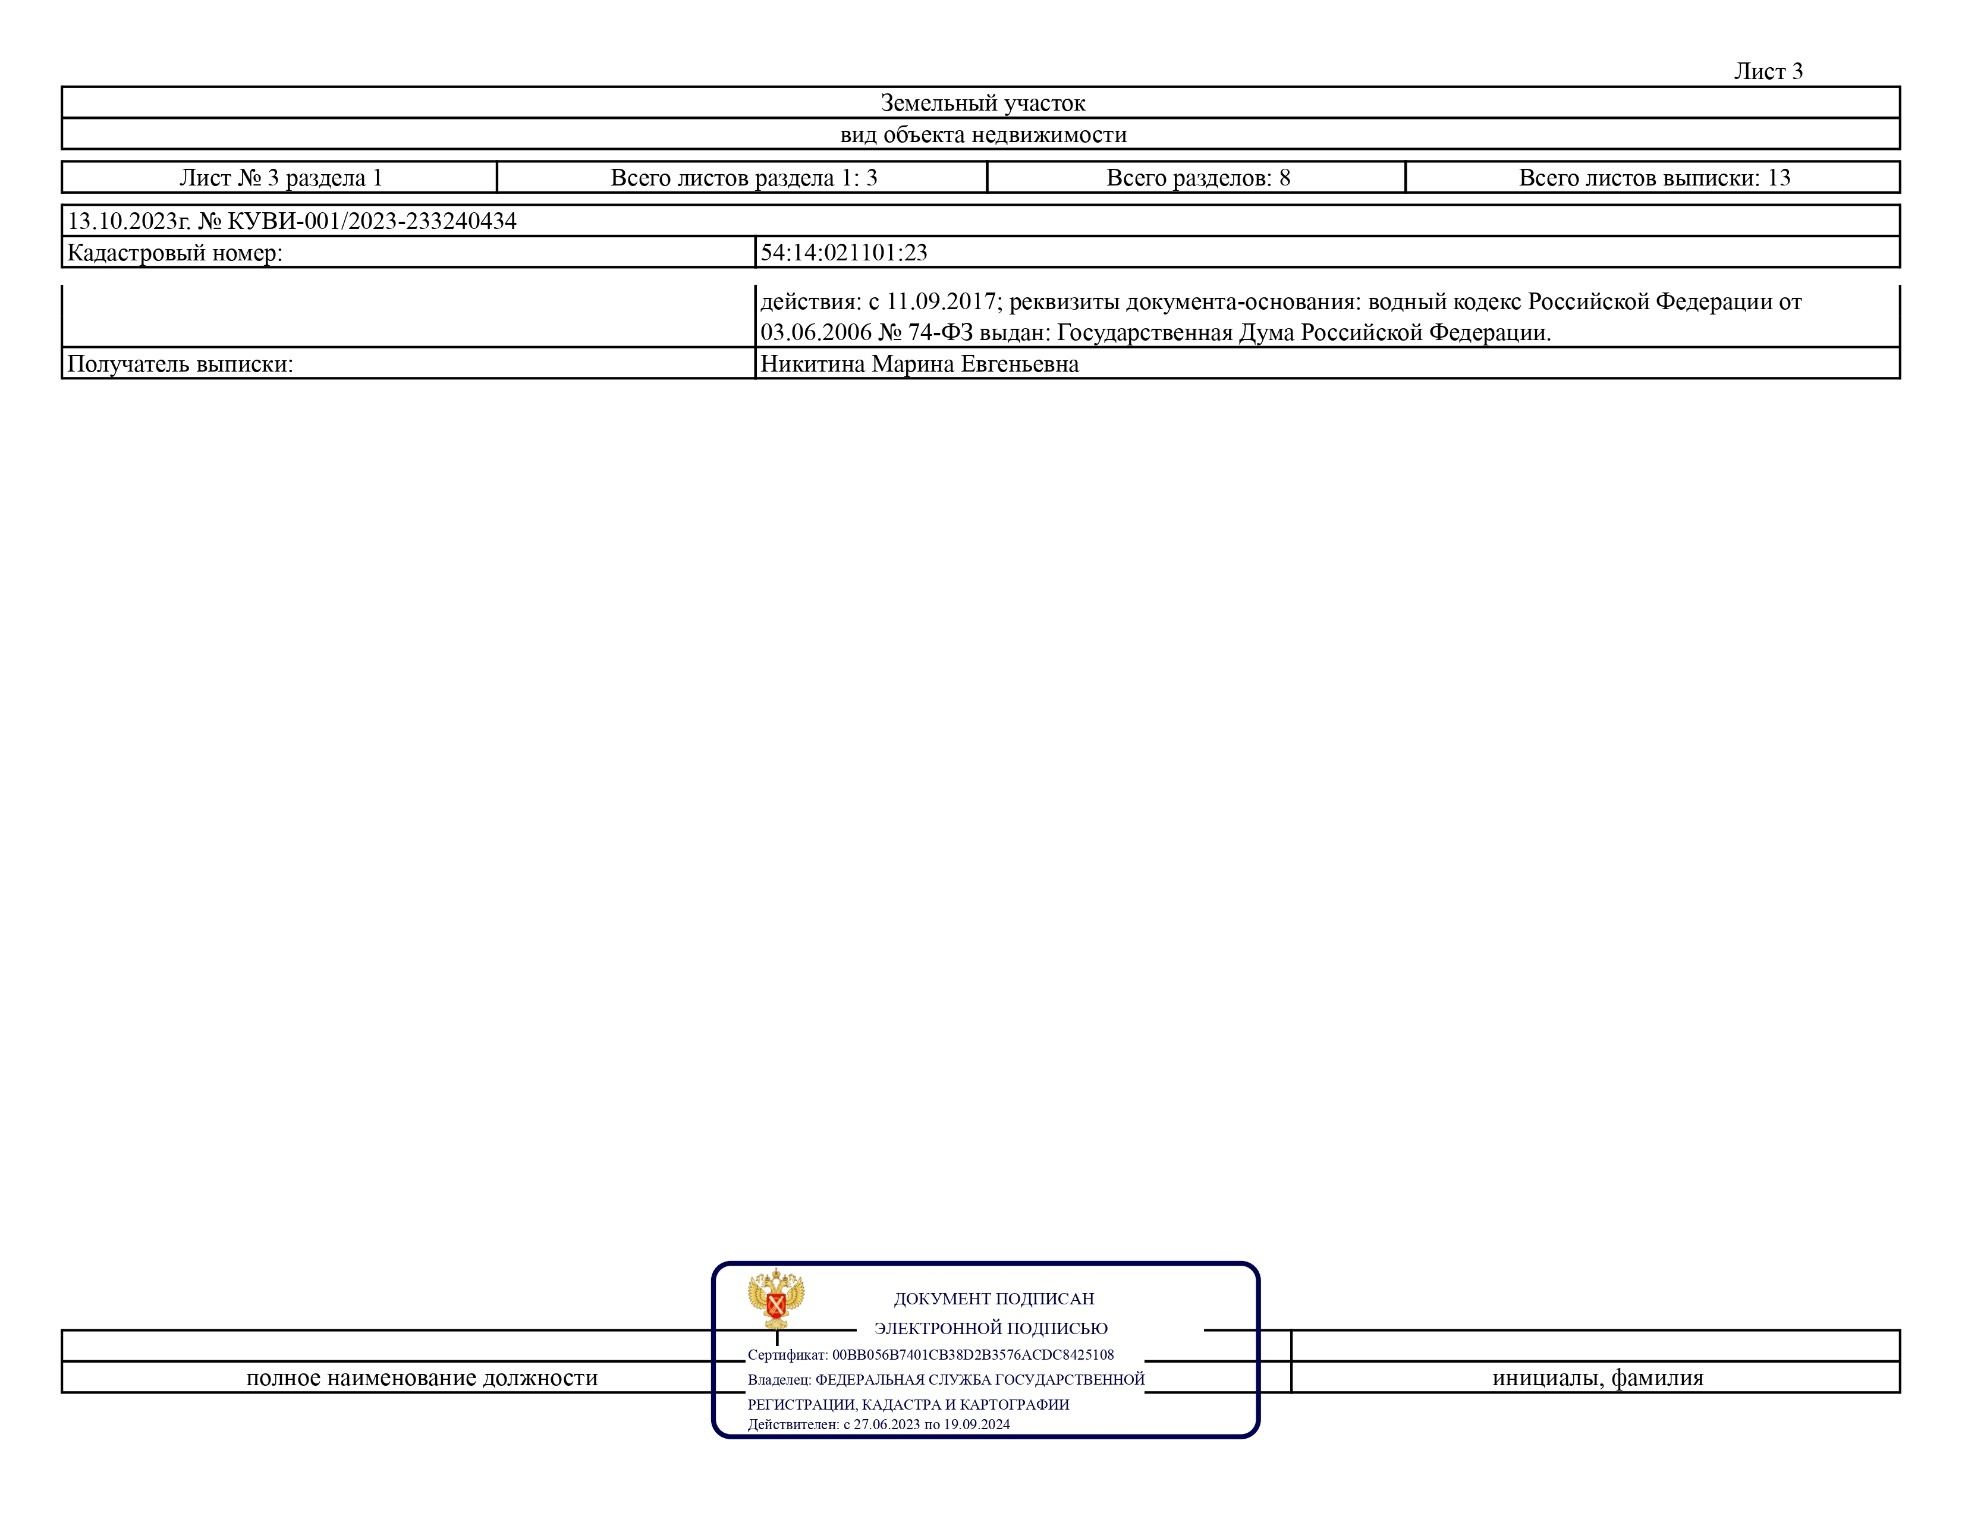 Лист 3
Земельный участок
вид объекта недвижимости
Лист № 3 раздела 1 Всего листов раздела 1: 3 Всего разделов: 8 Всего листов выписки: 13
13.10.2023г. № КУВИ-001/2023-233240434
Кадастровый номер: 54:14:021101:23
действия: с 11.09.2017; реквизиты документа-основания: водный кодекс Российской Федерации от
03.06.2006 № 74-ФЗ выдан: Государственная Дума Российской Федерации.
Получатель выписки: Никитина Марина Евгеньевна
ДОКУМЕНТ ПОДПИСАН
ЭЛЕКТРОННОЙ ПОДПИСЬЮ
Сертификат: 00BB056B7401CB38D2B3576ACDC8425108
Владелец: ФЕДЕРАЛЬНАЯ СЛУЖБА ГОСУДАРСТВЕННОЙ
РЕГИСТРАЦИИ, КАДАСТРА И КАРТОГРАФИИ
Действителен: с 27.06.2023 по 19.09.2024
полное наименование должности инициалы, фамилия